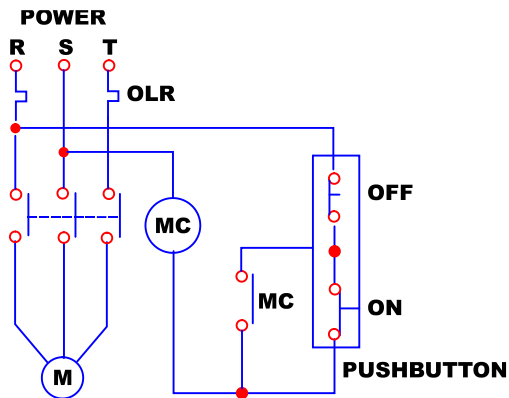 POWER
R S T
OLR
OFF
MC
MC
ON
PUSHBUTTON
M